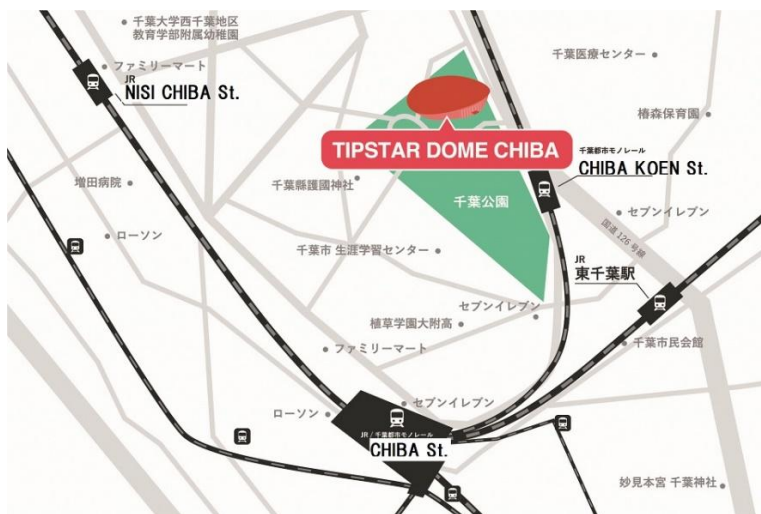 千葉大学西千葉地区
教育学部附属幼稚園
ファミリーマート
JR
NISI CHIBA St.
千葉医療センター
椿森保育園
TIPSTAR DOME CHIBA
千葉都市モノレール
CHIBA KOEN St.
増田病院
千葉縣護國神社
千葉公園
セブンイレブン
国道126号線
ローソン
千葉市 生涯学習センター
JR
東千葉駅
セブンイレブン
植草学園大附高
ファミリーマート
千葉市民会館
ローソン
セブンイレブン
JR / 千葉都市モノレール
CHIBA St.
妙見本宮 千葉神社